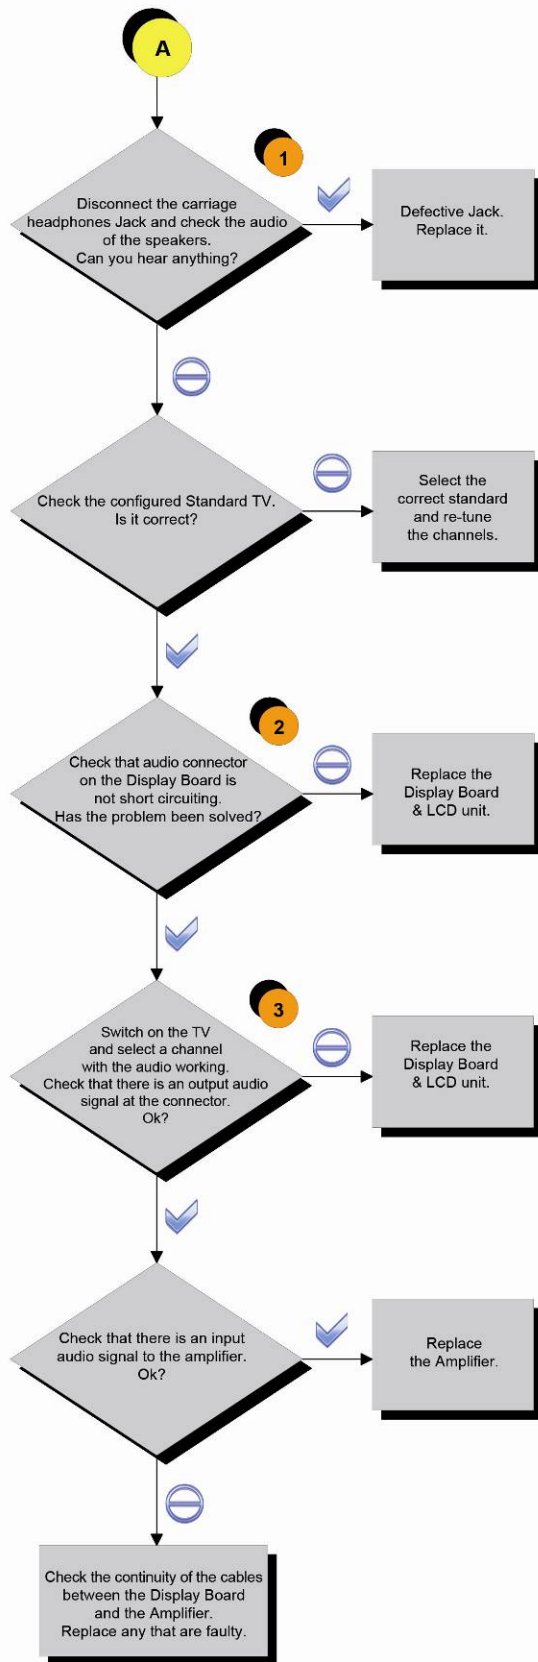 A
1
Disconnect the carriage
headphones Jack and check the audio
of the speakers.
Can you hear anything?
Defective Jack.
Replace it.
Check the configured Standard TV.
Is it correct?
Select the
correct standard
and re-tune
the channels.
2
Check that audio connector
on the Display Board is
not short circuiting.
Has the problem been solved?
Replace the
Display Board
& LCD unit.
3
Switch on the TV
and select a channel
with the audio working.
Check that there is an output audio
signal at the connector.
Ok?
Replace the
Display Board
& LCD unit.
Check that there is an input
audio signal to the amplifier.
Ok?
Replace
the Amplifier.
Check the continuity of the cables
between the Display Board
and the Amplifier.
Replace any that are faulty.